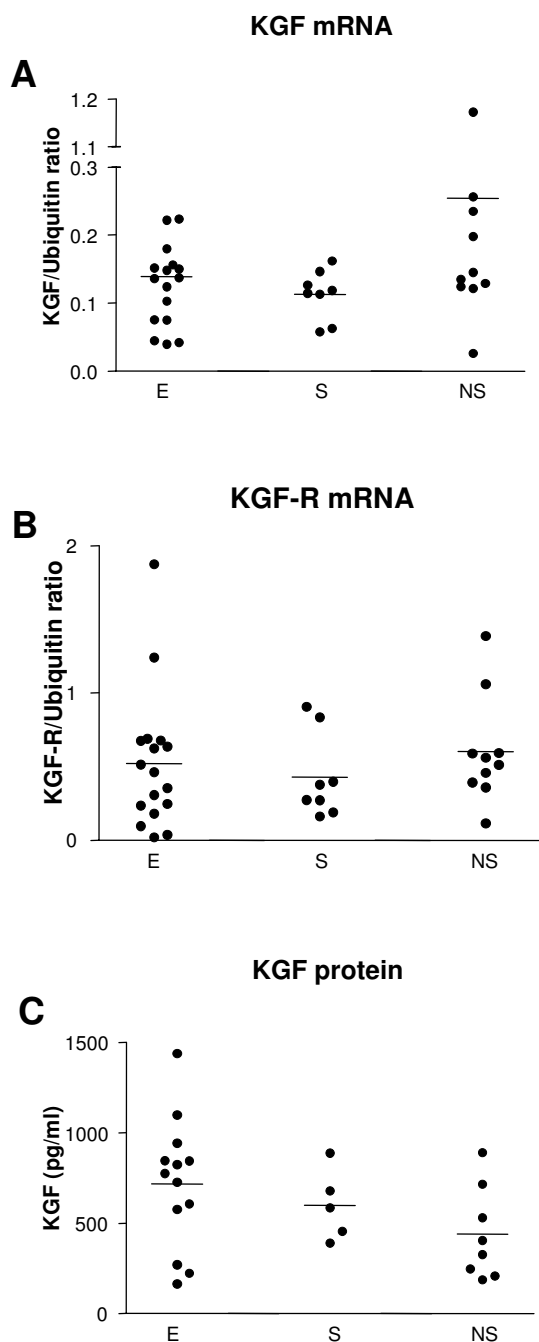 KGF mRNA
A
KGF/Ubiquitin ratio
1.2
1.1
0.3
0.2
0.1
0.0
E S NS
KGF-R mRNA
B
KGF-R/Ubiquitin ratio
2
1
0
E S NS
KGF protein
C
KGF (pg/ml)
1500
1000
500
0
E S NS